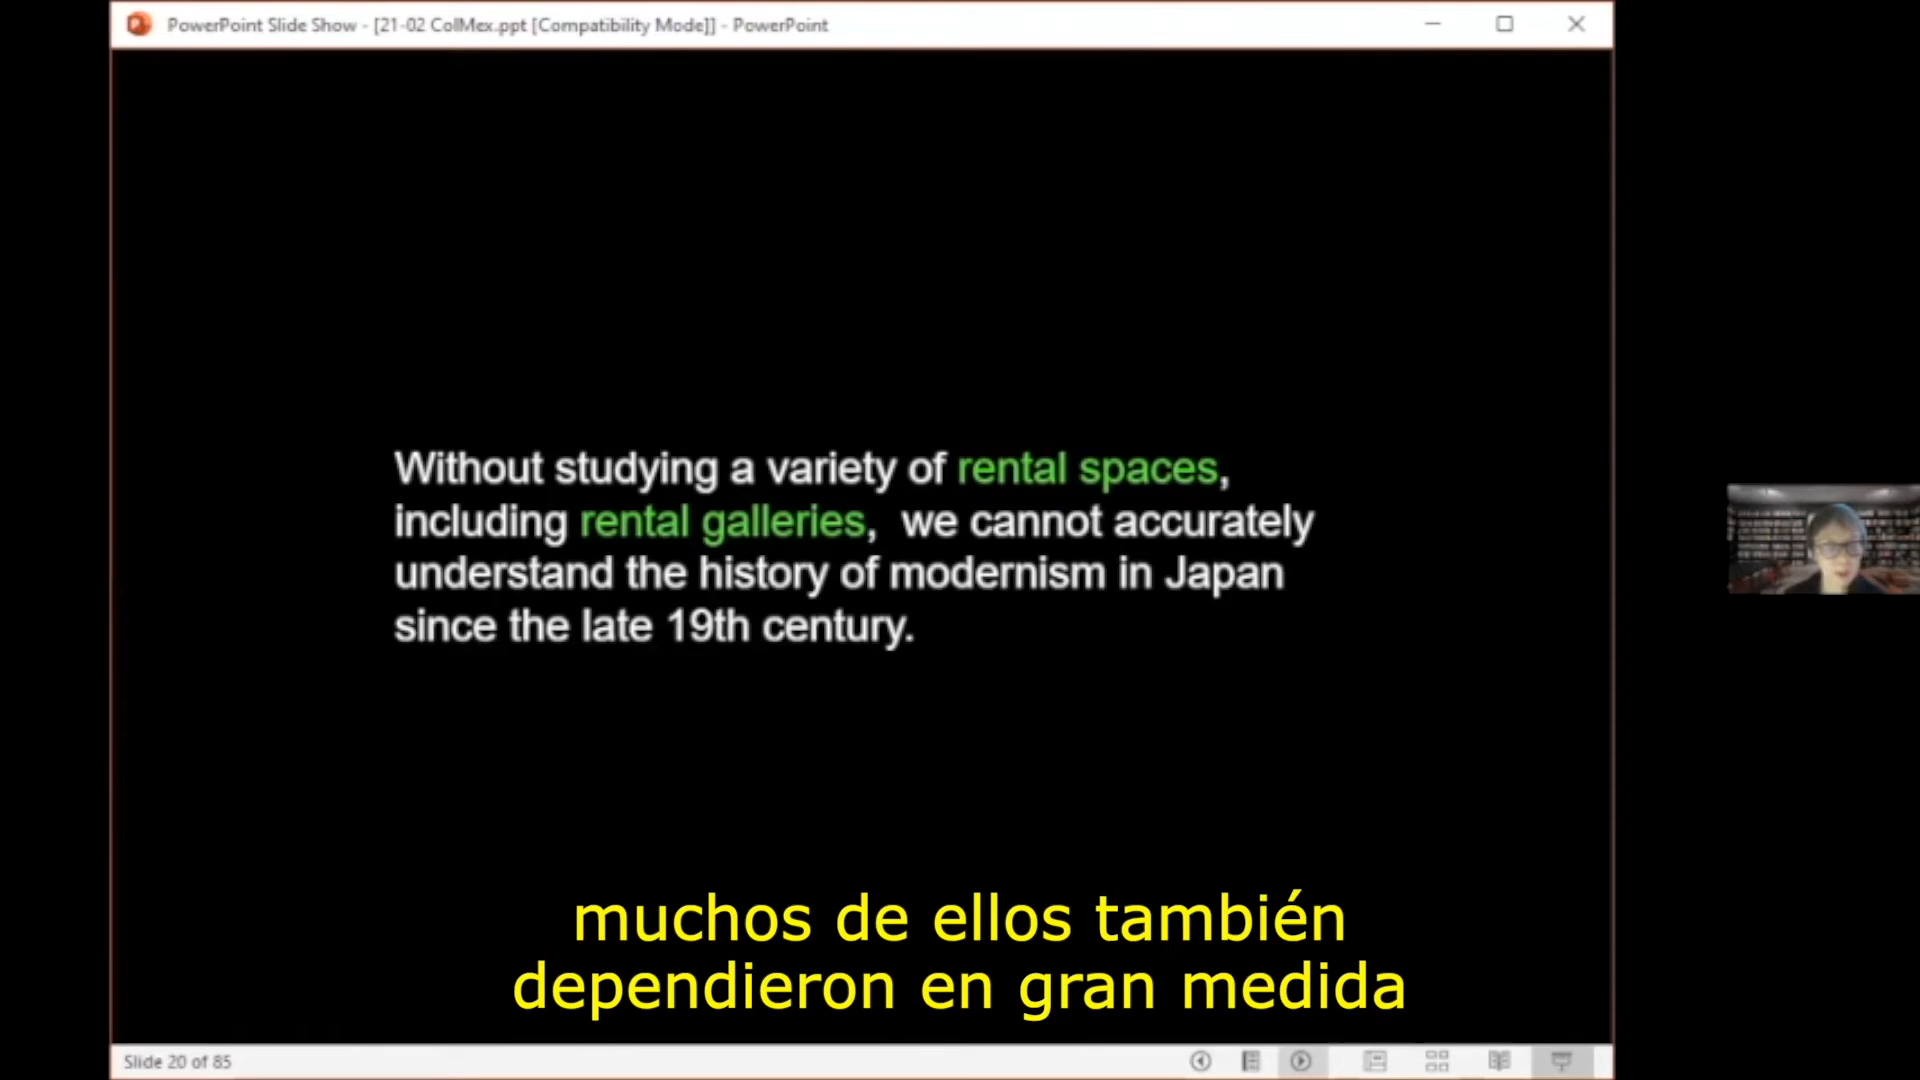 PowerPoint Slide Show - [21-02 ColMex.ppt [Compatibility Mode]] - PowerPoint
Without studying a variety of rental spaces,
including rental galleries, we cannot accurately
understand the history of modernism in Japan
since the late 19th century.
muchos de ellos también
dependieron en gran medida
Slide 20 of 85